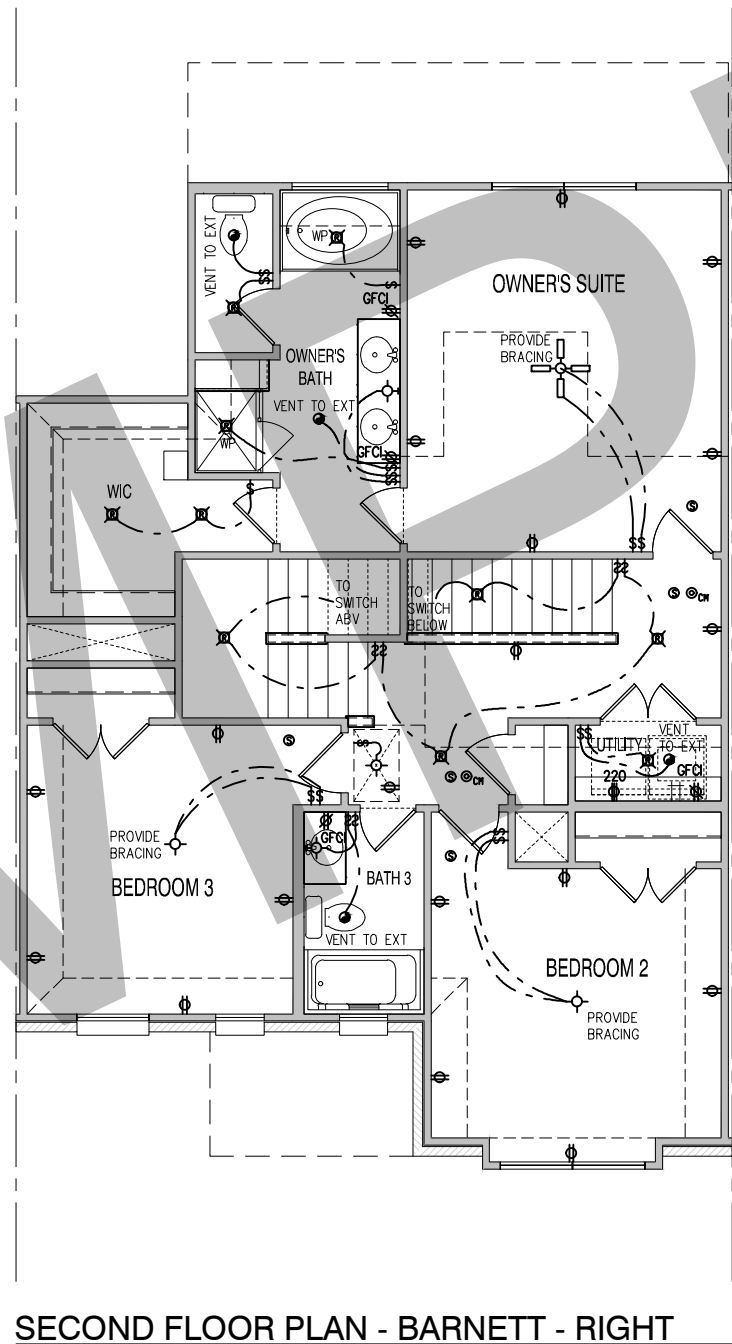 VENT TO EXT
WP
GFCI
OWNER'S SUITE
PROVIDE
BRACING
OWNER'S
BATH
VENT TO EXT
WP
GFCI
WIC
$
$$
TO
SWITCH
ABV
TO
SWITCH
BELOW
S
S
CM
UTILITY
VENT
TO EXT
220
GFCI
S
S
CM
PROVIDE
BRACING
BEDROOM 3
GFCI
BATH 3
VENT TO EXT
S
BEDROOM 2
PROVIDE
BRACING
SECOND FLOOR PLAN - BARNETT - RIGHT